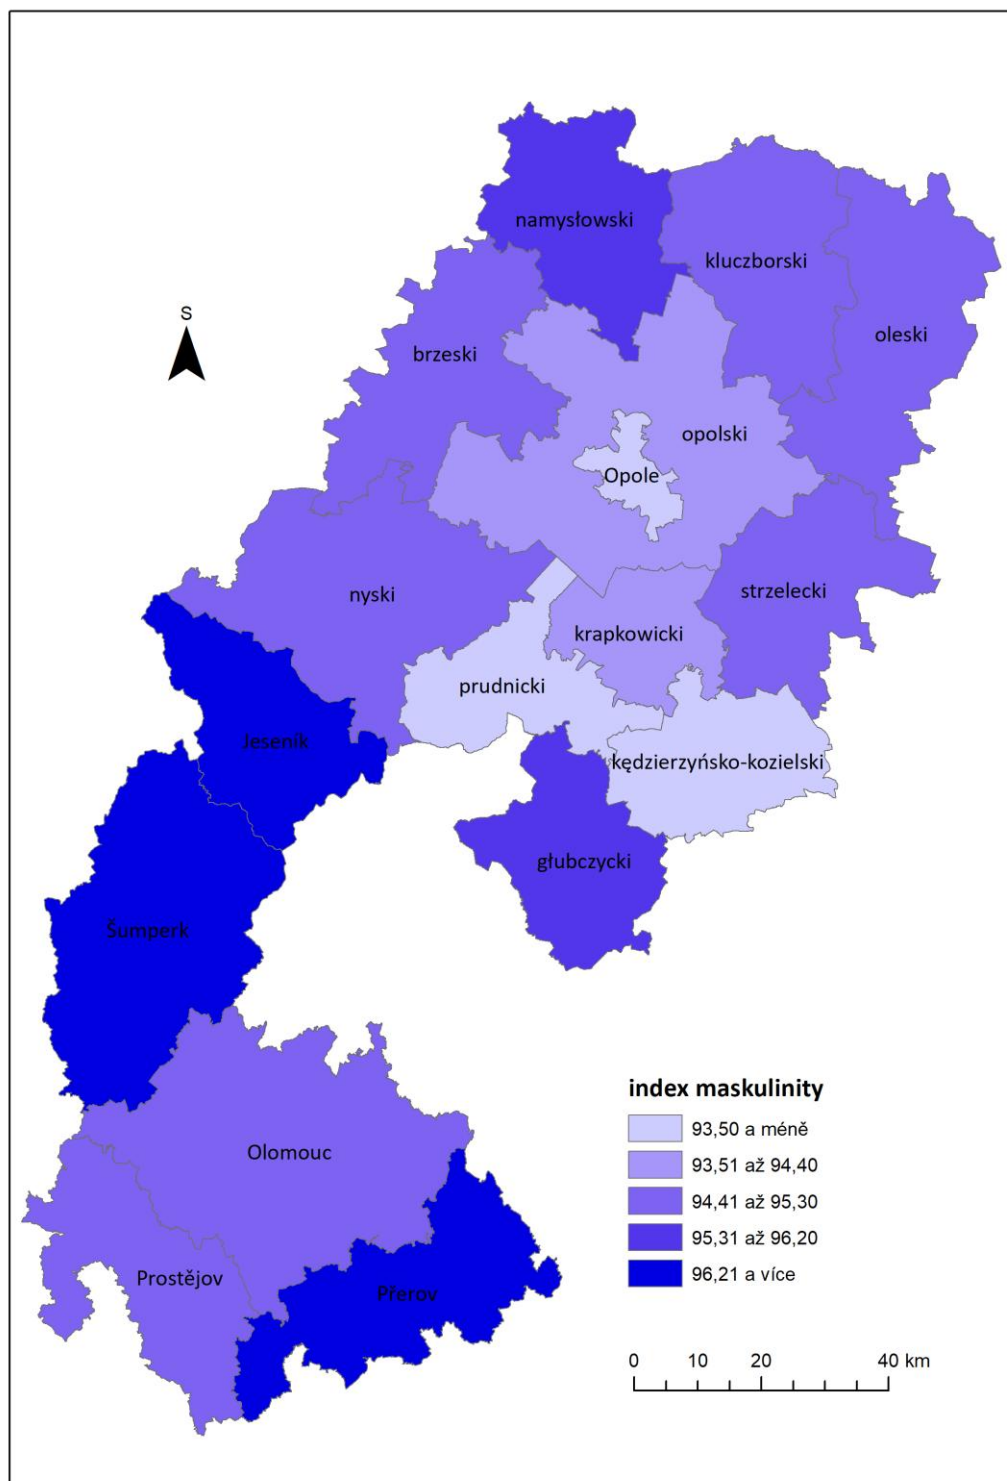 namysłowski
kluczborski
S
oleski
brzeski
opolski
Opole
strzelecki
nyski
krapkowicki
prudnicki
Jeseník
kędzierzyńsko-kozielski
głubczycki
Šumperk
Olomouc
Prostějov
Přerov
index maskulinity
93,50 a méně
93,51 až 94,40
94,41 až 95,30
95,31 až 96,20
96,21 a více
0 10 20 40 km